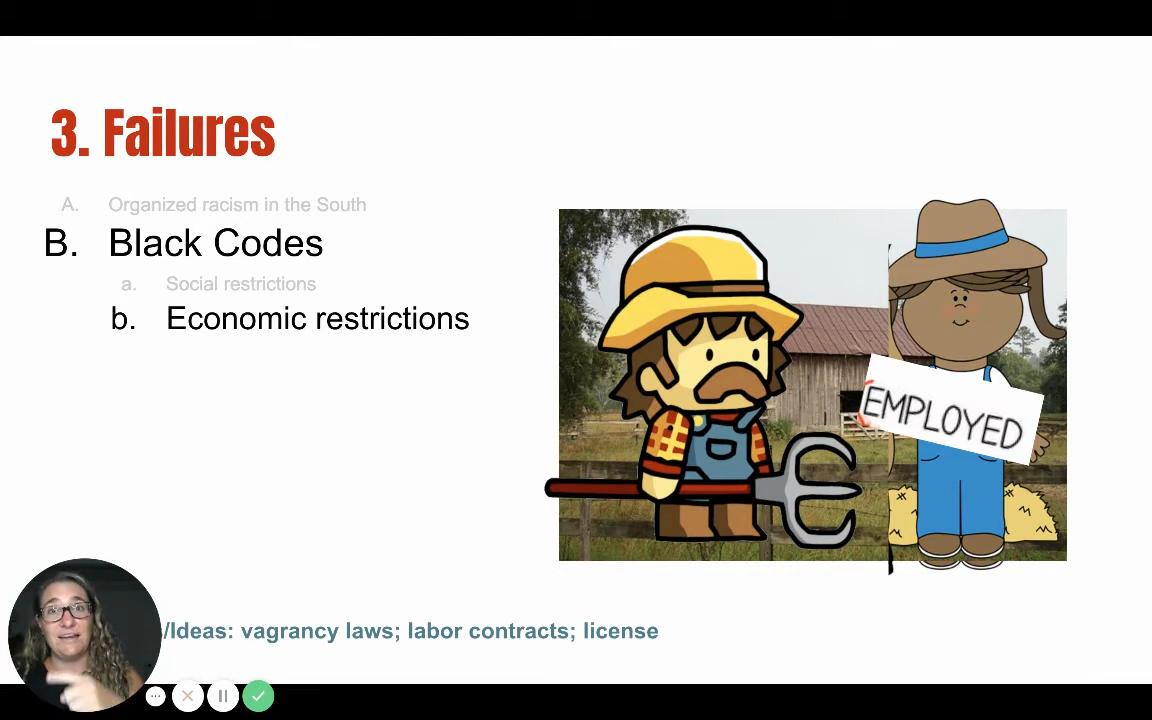 3. Failures
A. Organized racism in the South
B. Black Codes
a. Social restrictions
b. Economic restrictions
EMPLOYED
/Ideas: vagrancy laws; labor contracts; license